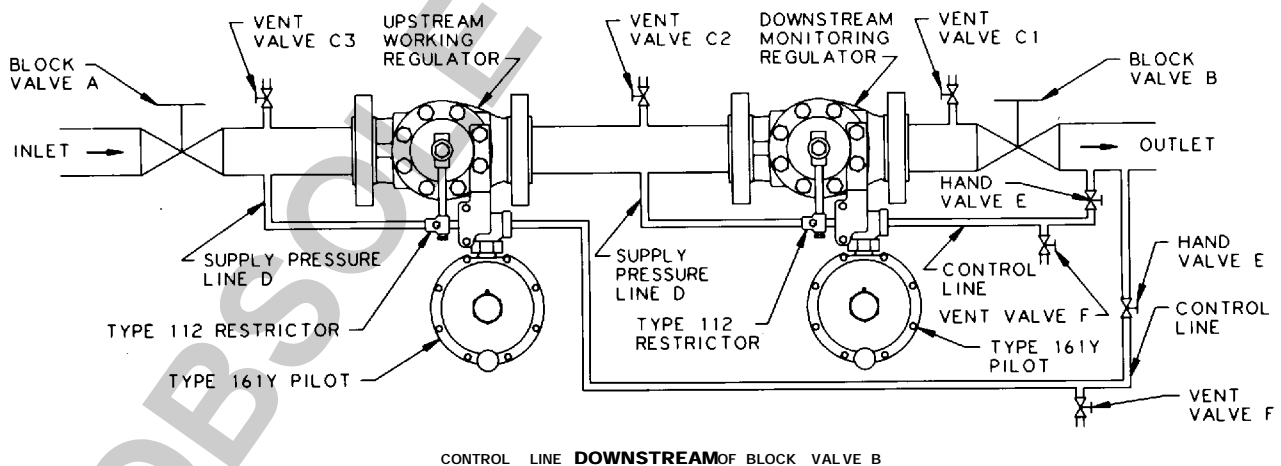 VENT
VALVE C3
UPSTREAM
WORKING
REGULATOR
VENT
VALVE C2
DOWNSTREAM
MONITORING
REGULATOR
VENT
VALVE C1
BLOCK
VALVE A
BLOCK
VALVE B
INLET
OUTLET
HAND
VALVE E
SUPPLY PRESSURE
LINE D
SUPPLY
PRESSURE
LINE D
CONTROL
LINE
HAND
VALVE E
TYPE 112 RESTRICTOR
TYPE 112
RESTRICTOR
VENT VALVE F
CONTROL
LINE
TYPE 161Y PILOT
TYPE 161Y
PILOT
VENT
VALVE F
CONTROL LINE DOWNSTREAM OF BLOCK VALVE B
OBSOLE